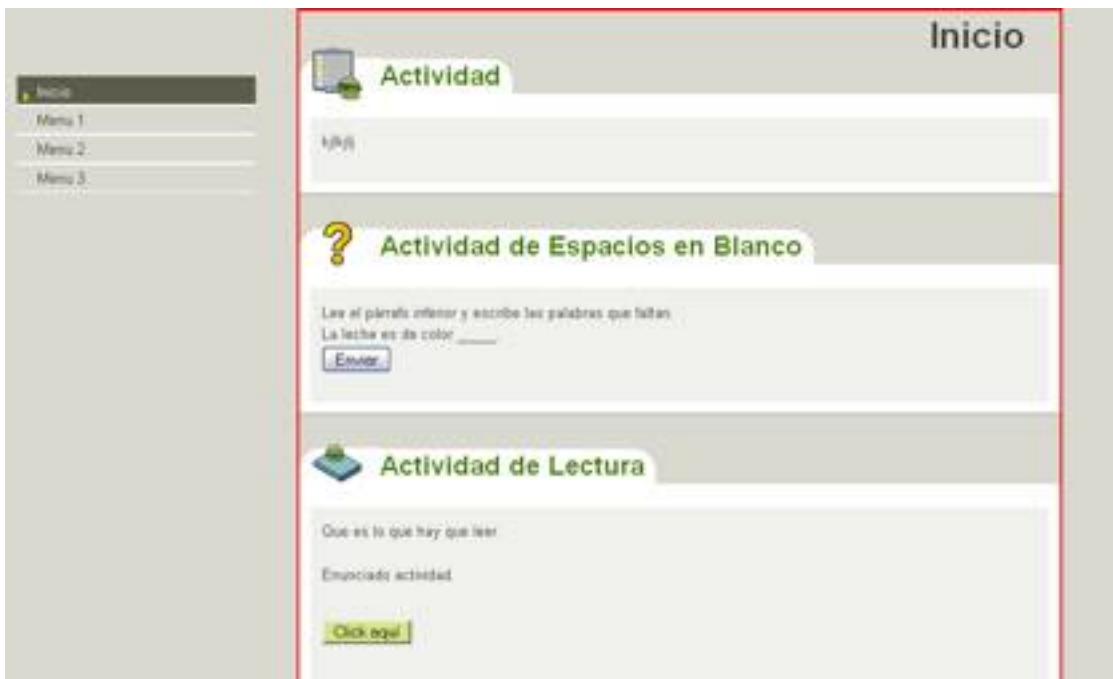 Inicio
Inicio
Menu 1
Menu 2
Menu 3
Actividad
Actividad de Espacios en Blanco
Lee el párrafo inferior y escribe las palabras que faltan.
La leche es de color _____
Enviar
Actividad de Lectura
Que es lo que hay que leer
Enunciado actividad
Click aquí